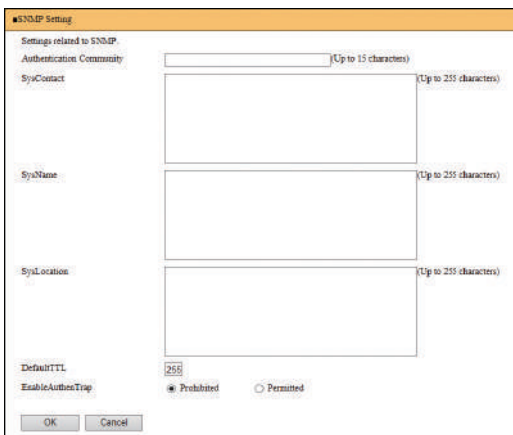 ■SNMP Setting
Settings related to SNMP.
Authentication Community (Up to 15 characters)
SysContact (Up to 255 characters)
SysName (Up to 255 characters)
SysLocation (Up to 255 characters)
DefaultTTL 255
EnableAuthenTrap Prohibited Permitted
OK Cancel